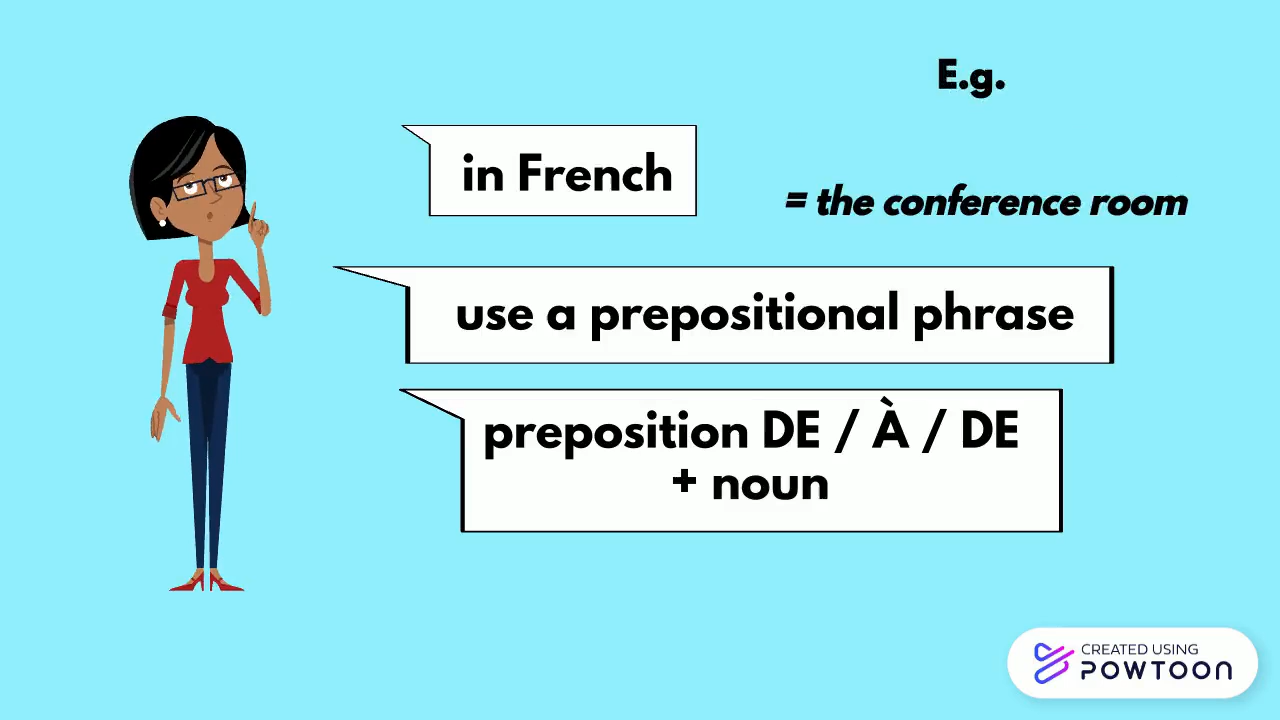 E.g.
in French
= the conference room
use a prepositional phrase
preposition DE / À / DE
+ noun
CREATED USING
POWTOON